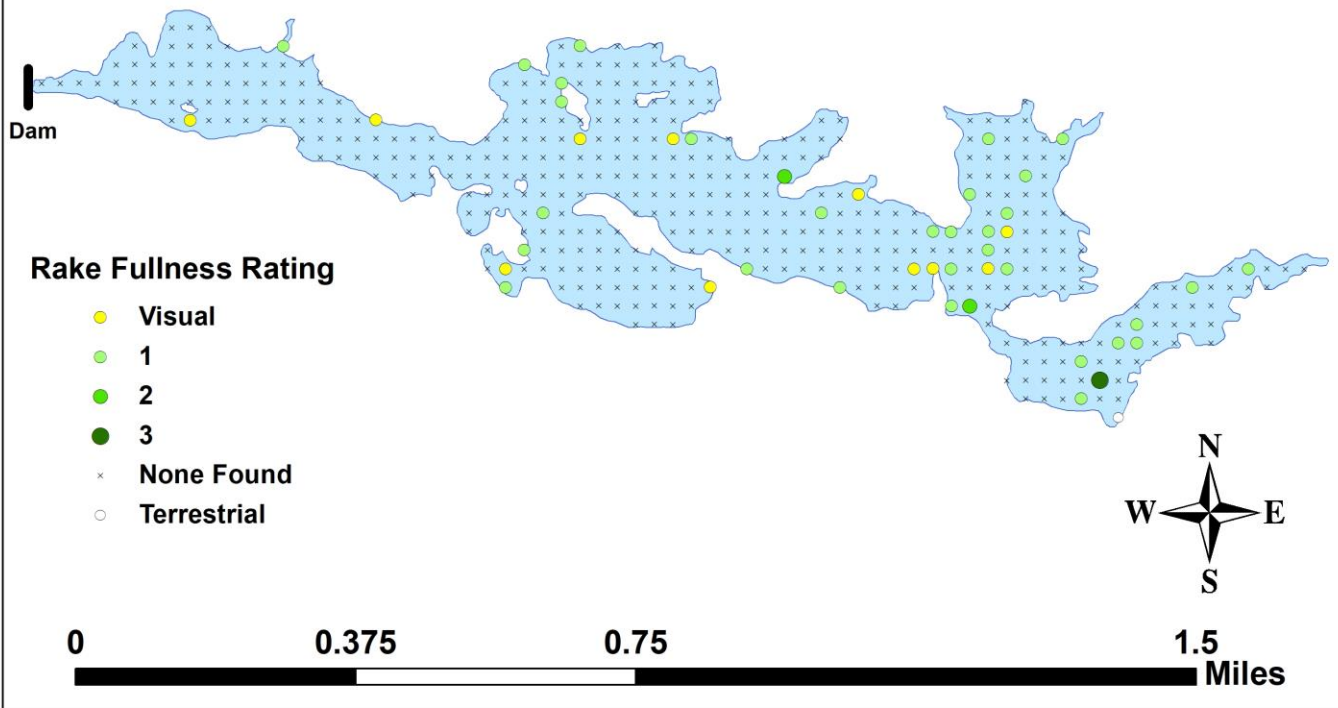 Dam
Rake Fullness Rating
Visual
1
2
3
None Found
Terrestrial
N
W E
S
0 0.375 0.75 1.5
Miles